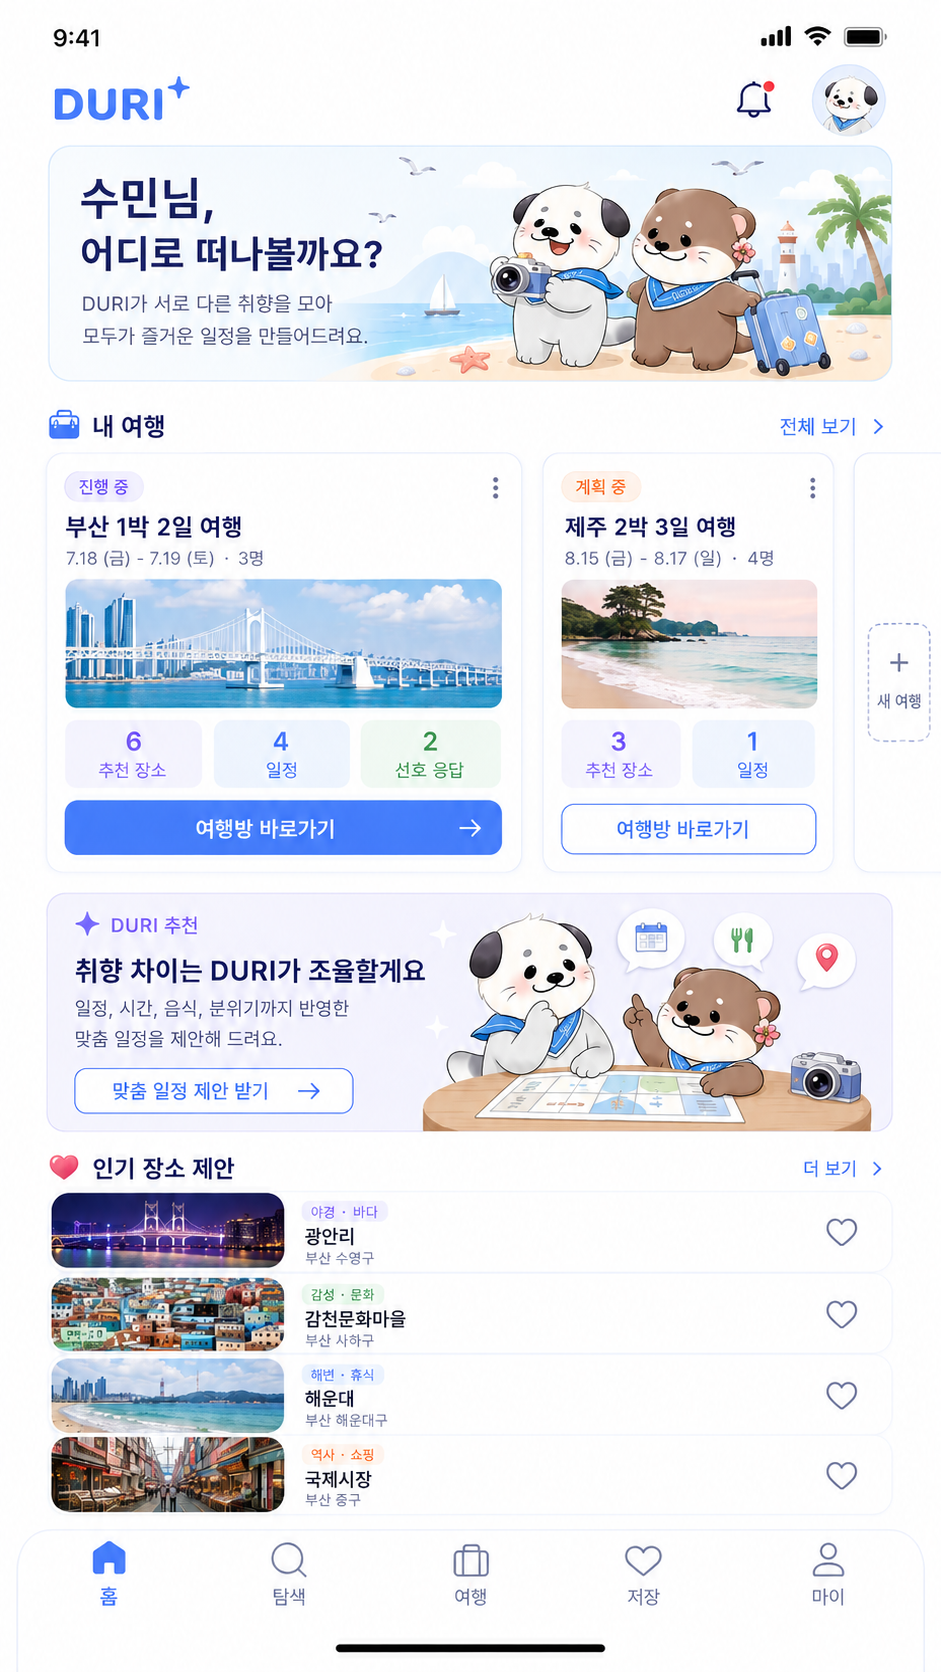 9:41
DURI
수민님,
어디로 떠나볼까요?
DURI가 서로 다른 취향을 모아
모두가 즐거운 일정을 만들어드려요.
내 여행
전체 보기
진행 중
부산 1박 2일 여행
7.18 (금) - 7.19 (토) · 3명
6
추천 장소
4
일정
2
선호 응답
여행방 바로가기
계획 중
제주 2박 3일 여행
8.15 (금) - 8.17 (일) · 4명
3
추천 장소
1
일정
여행방 바로가기
새 여행
DURI 추천
취향 차이는 DURI가 조율할게요
일정, 시간, 음식, 분위기까지 반영한
맞춤 일정을 제안해 드려요.
맞춤 일정 제안 받기
인기 장소 제안
더 보기
야경 · 바다
광안리
부산 수영구
감성 · 문화
감천문화마을
부산 사하구
해변 · 휴식
해운대
부산 해운대구
역사 · 쇼핑
국제시장
부산 중구
홈
탐색
여행
저장
마이